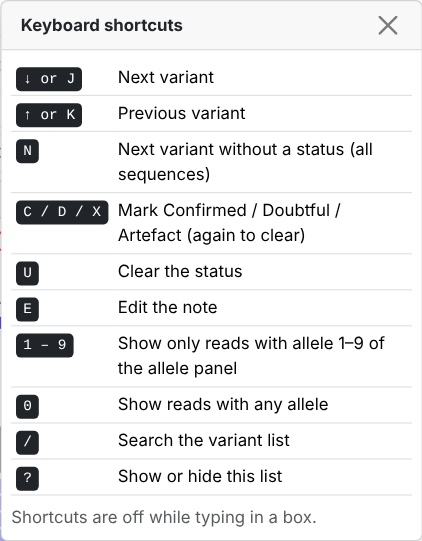 Keyboard shortcuts
↓ or J Next variant
↑ or K Previous variant
N Next variant without a status (all
sequences)
C / D / X Mark Confirmed / Doubtful /
Artefact (again to clear)
U Clear the status
E Edit the note
1 – 9 Show only reads with allele 1–9 of
the allele panel
0 Show reads with any allele
/ Search the variant list
? Show or hide this list
Shortcuts are off while typing in a box.